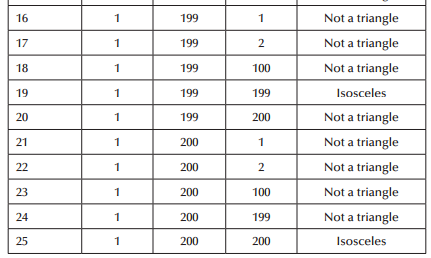 16 1 199 1 Not a triangle
17 1 199 2 Not a triangle
18 1 199 100 Not a triangle
19 1 199 199 Isosceles
20 1 199 200 Not a triangle
21 1 200 1 Not a triangle
22 1 200 2 Not a triangle
23 1 200 100 Not a triangle
24 1 200 199 Not a triangle
25 1 200 200 Isosceles